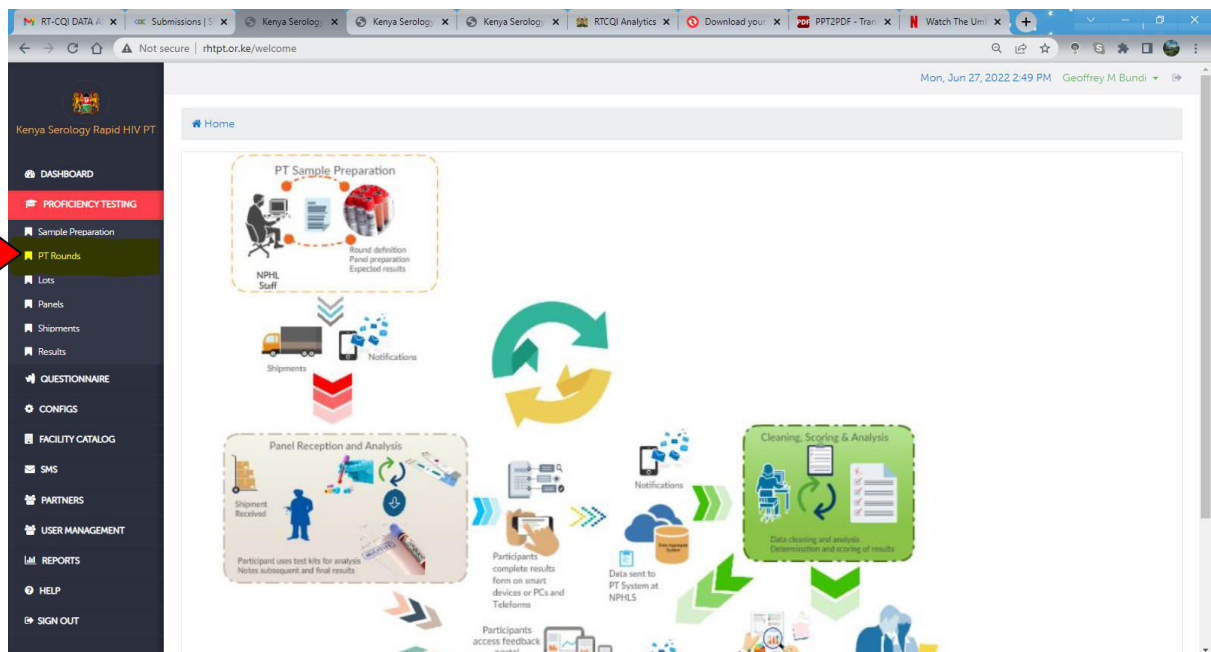 RT-CQI DATA A
Submissions | S
Kenya Serology
Kenya Serology
Kenya Serology
RTCQI Analytics
Download your
PPT2PDF - Tran
Watch The Um
Not secure | rhtpt.or.ke/welcome
Mon, Jun 27, 2022 2:49 PM Geoffrey M Bundi
Kenya Serology Rapid HIV PT
Home
DASHBOARD
PROFICIENCY TESTING
Sample Preparation
PT Rounds
Lots
Panels
Shipments
Results
QUESTIONNAIRE
CONFIGS
FACILITY CATALOG
SMS
PARTNERS
USER MANAGEMENT
REPORTS
HELP
SIGN OUT
PT Sample Preparation
Round definition
Panel preparation
Expected results
NPHL
Staff
Shipments
Notifications
Panel Reception and Analysis
Shipment
Received
Participant uses test kits for analysis
Notes subsequent and final results
Participants
complete results
form on smart
devices or PCs and
Teleforms
Notifications
Data sent to
PT System at
NPHLS
Cleaning, Scoring & Analysis
Data cleaning and analysis
Determination and scoring of results
Participants
access feedback
portal